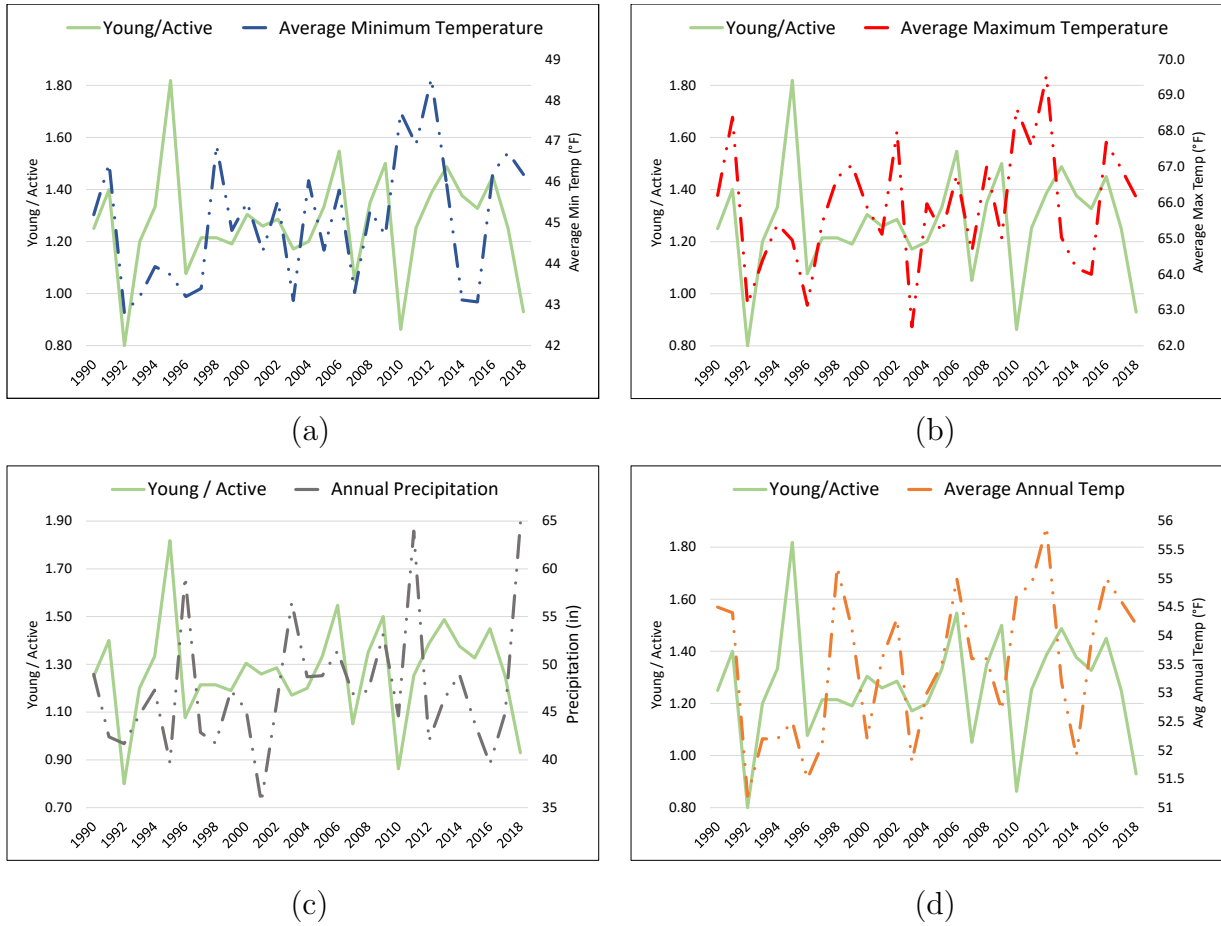 Young/Active Average Minimum Temperature
49
1.80
48
1.60
47
1.40
46
45
1.20
44
1.00
43
0.80
42
Young / Active
Average Min Temp (°F)
1990 1992 1994 1996 1998 2000 2002 2004 2006 2008 2010 2012 2014 2016 2018
(a)
Young/Active Average Maximum Temperature
70.0
1.80
69.0
68.0
1.60
67.0
1.40
66.0
65.0
1.20
64.0
1.00
63.0
0.80
62.0
Young / Active
Average Max Temp (°F)
1990 1992 1994 1996 1998 2000 2002 2004 2006 2008 2010 2012 2014 2016 2018
(b)
Young / Active Annual Precipitation
1.90 65
1.70
60
55
1.50
50
1.30
1.10
45
0.90
40
0.70 35
Young / Active
Precipitation (in)
1990 1992 1994 1996 1998 2000 2002 2004 2006 2008 2010 2012 2014 2016 2018
(c)
Young/Active Average Annual Temp
56
1.80
55.5
55
1.60
54.5
54
1.40
53.5
1.20
53
52.5
1.00
52
51.5
0.80 51
Young / Active
Avg Annual Temp (°F)
1990 1992 1994 1996 1998 2000 2002 2004 2006 2008 2010 2012 2014 2016 2018
(d)